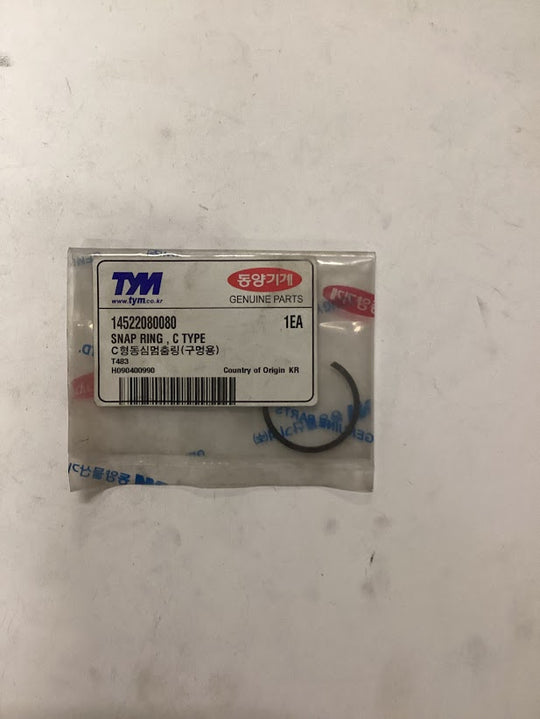 TYM
www.tym.co.kr
동양기계
GENUINE PARTS
14522080080 1EA
SNAP RING , C TYPE
C형동심멈춤링(구멍용)
T483
H090400990 Country of Origin KR